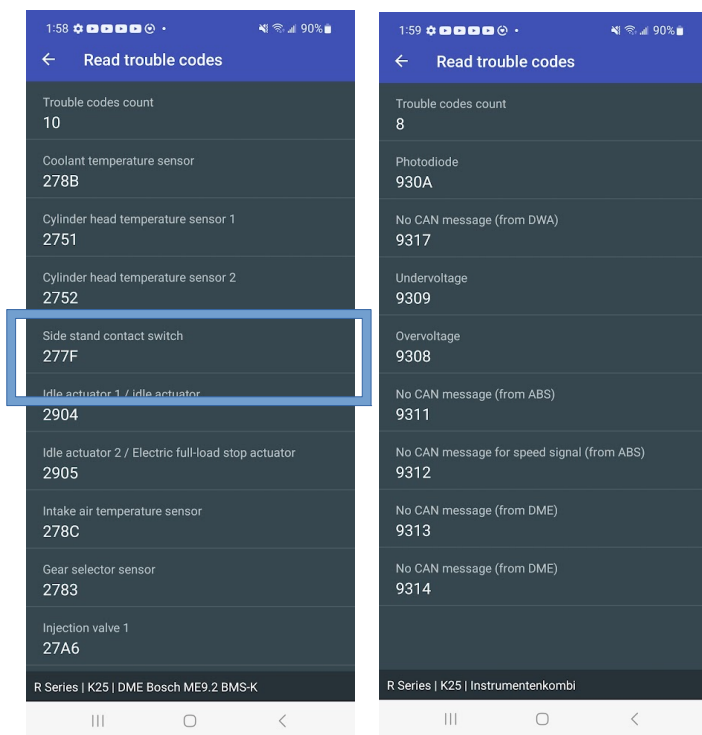 1:58
90%
Read trouble codes
Trouble codes count
10
Coolant temperature sensor
278B
Cylinder head temperature sensor 1
2751
Cylinder head temperature sensor 2
2752
Side stand contact switch
277F
Idle actuator 1 / idle actuator
2904
Idle actuator 2 / Electric full-load stop actuator
2905
Intake air temperature sensor
278C
Gear selector sensor
2783
Injection valve 1
27A6
R Series | K25 | DME Bosch ME9.2 BMS-K
1:59
90%
Read trouble codes
Trouble codes count
8
Photodiode
930A
No CAN message (from DWA)
9317
Undervoltage
9309
Overvoltage
9308
No CAN message (from ABS)
9311
No CAN message for speed signal (from ABS)
9312
No CAN message (from DME)
9313
No CAN message (from DME)
9314
R Series | K25 | Instrumentenkombi